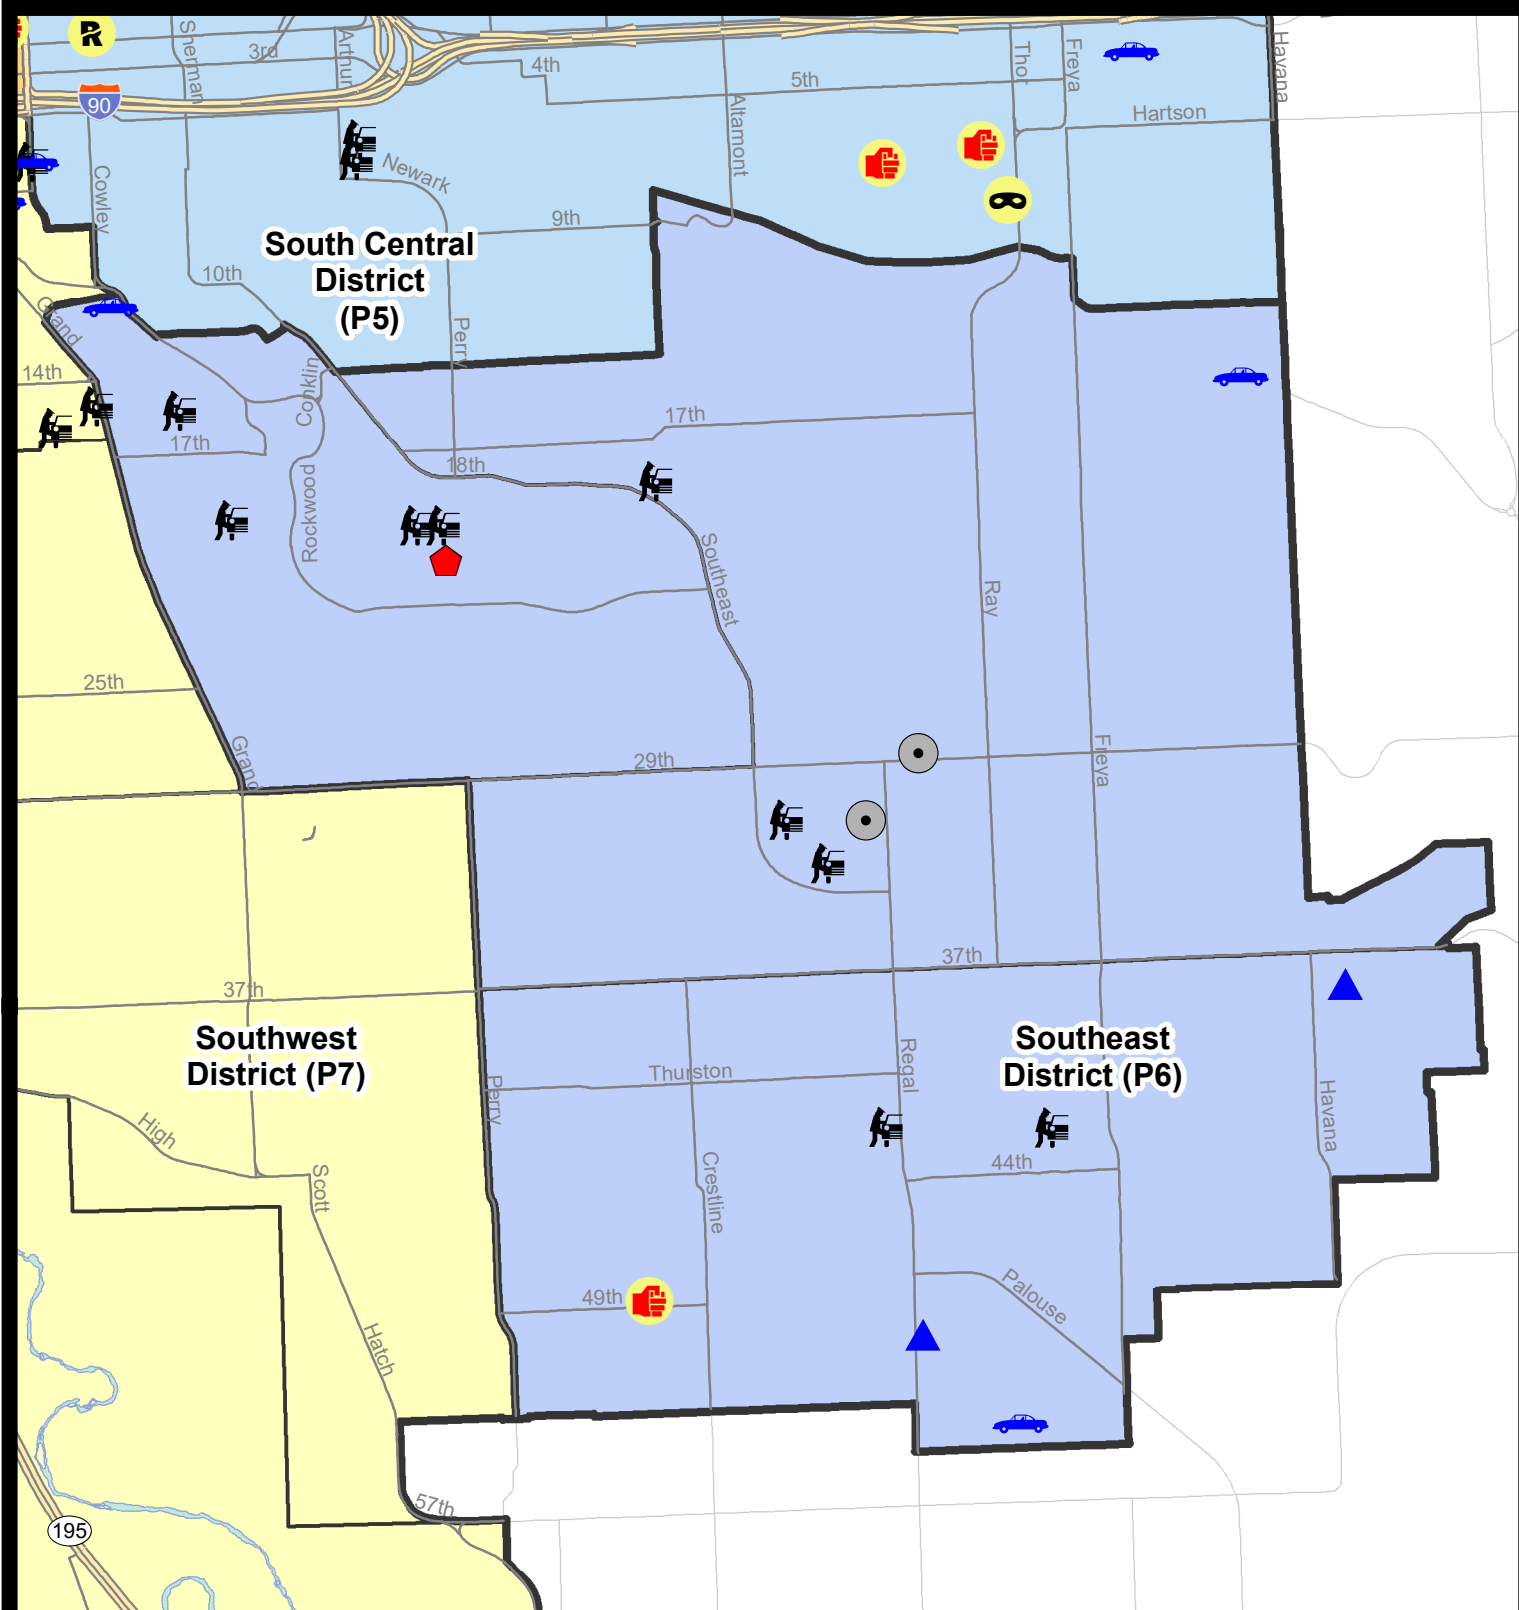 R
Sherman
3rd
Arthur
4th
5th
Altamont
Thor
Freya
Havana
Hartson
90
Cowley
Newark
9th
South Central
District
(P5)
10th
Grand
Perry
14th
Conklin
17th
17th
18th
Rockwood
Southeast
Ray
25th
Grand
29th
Freya
37th
37th
Southwest
District (P7)
Southeast
District (P6)
Regal
Thurston
Perry
High
Havana
Scott
Crestline
44th
49th
Palouse
Hatch
57th
195